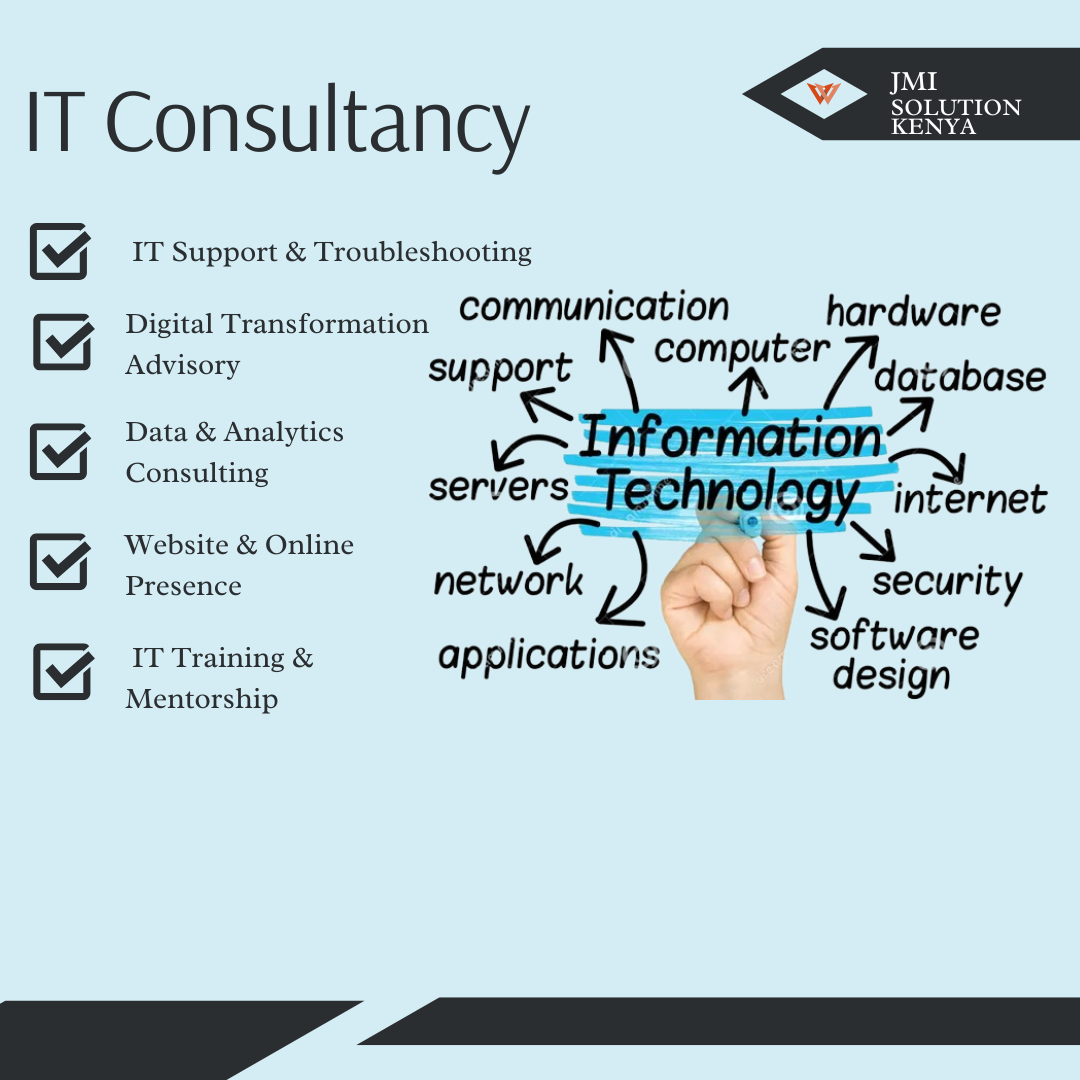 IT Consultancy
JMI
SOLUTION
KENYA
IT Support & Troubleshooting
Digital Transformation
Advisory
Data & Analytics
Consulting
Website & Online
Presence
IT Training &
Mentorship
communication
hardware
computer
support
database
Information
Technology
servers
internet
network
security
applications
software
design